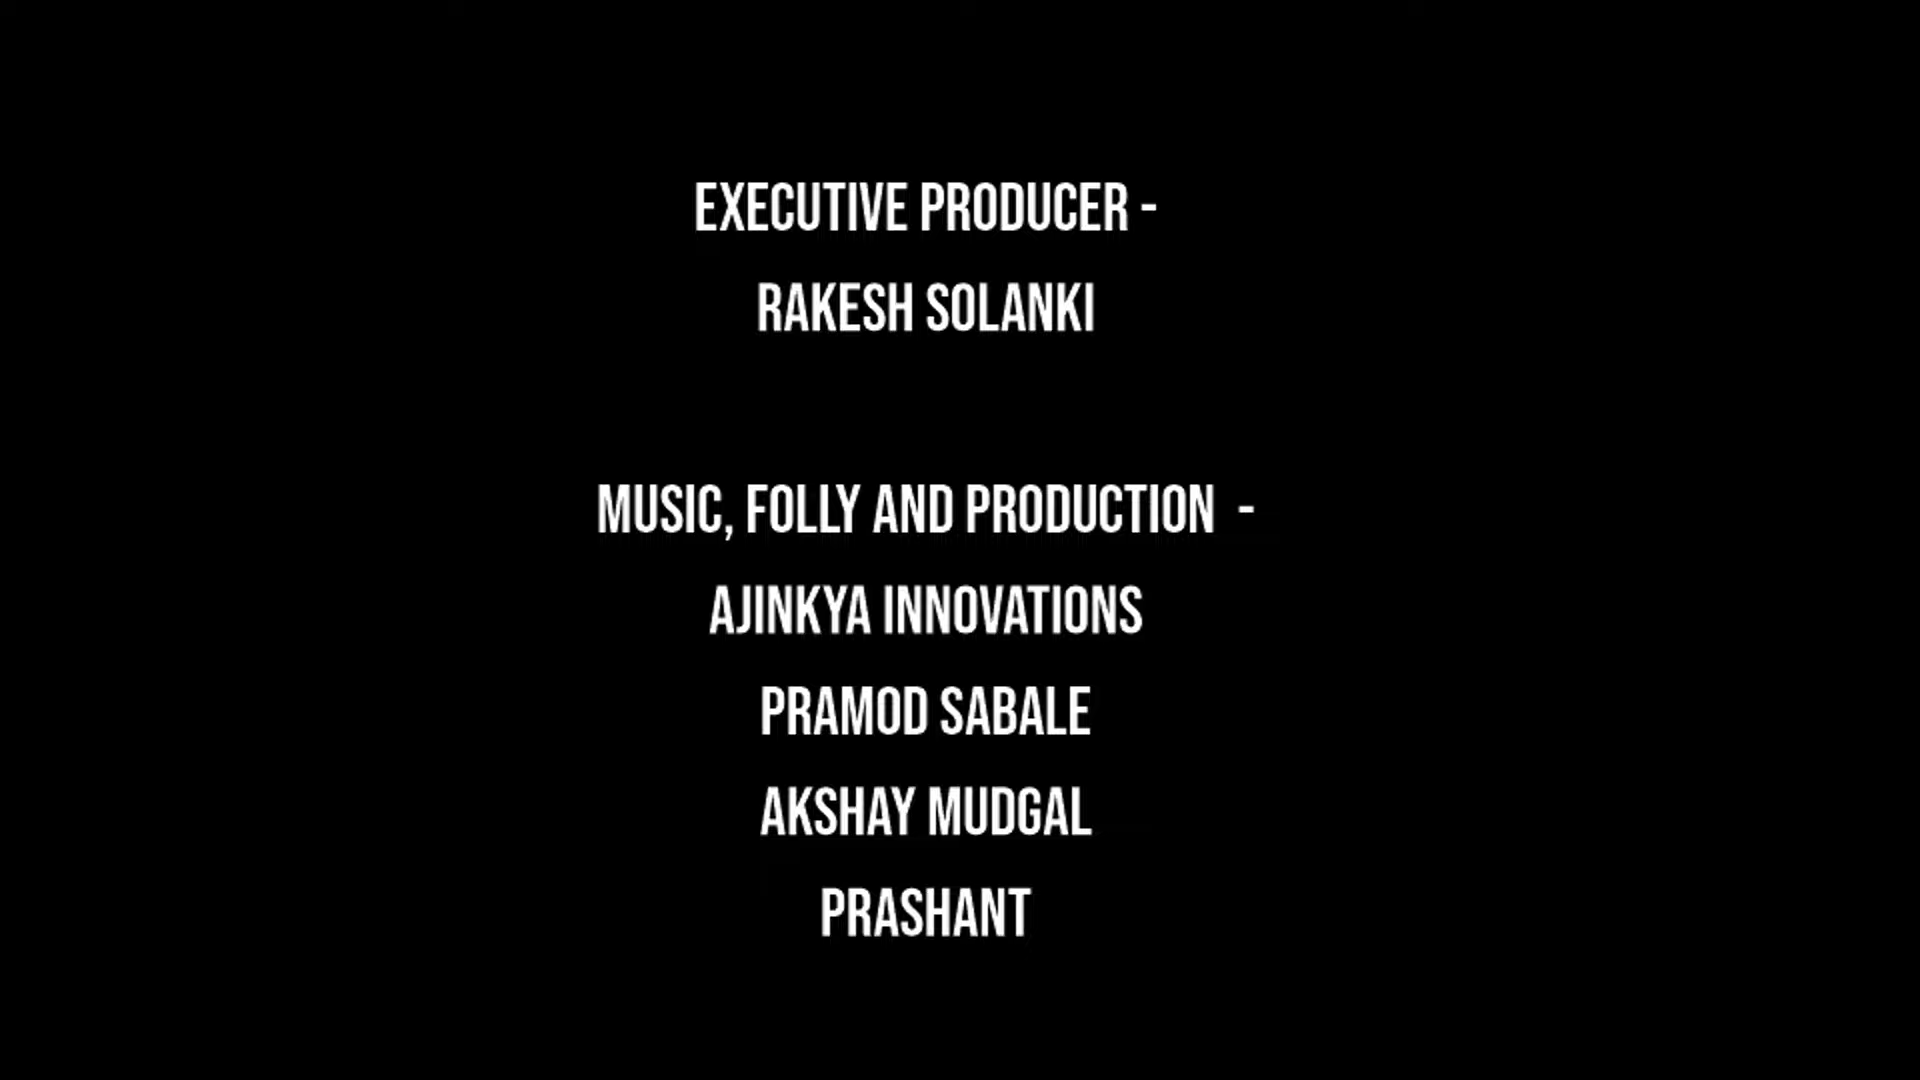 EXECUTIVE PRODUCER -
RAKESH SOLANKI
MUSIC, FOLLY AND PRODUCTION -
AJINKYA INNOVATIONS
PRAMOD SABALE
AKSHAY MUDGAL
PRASHANT